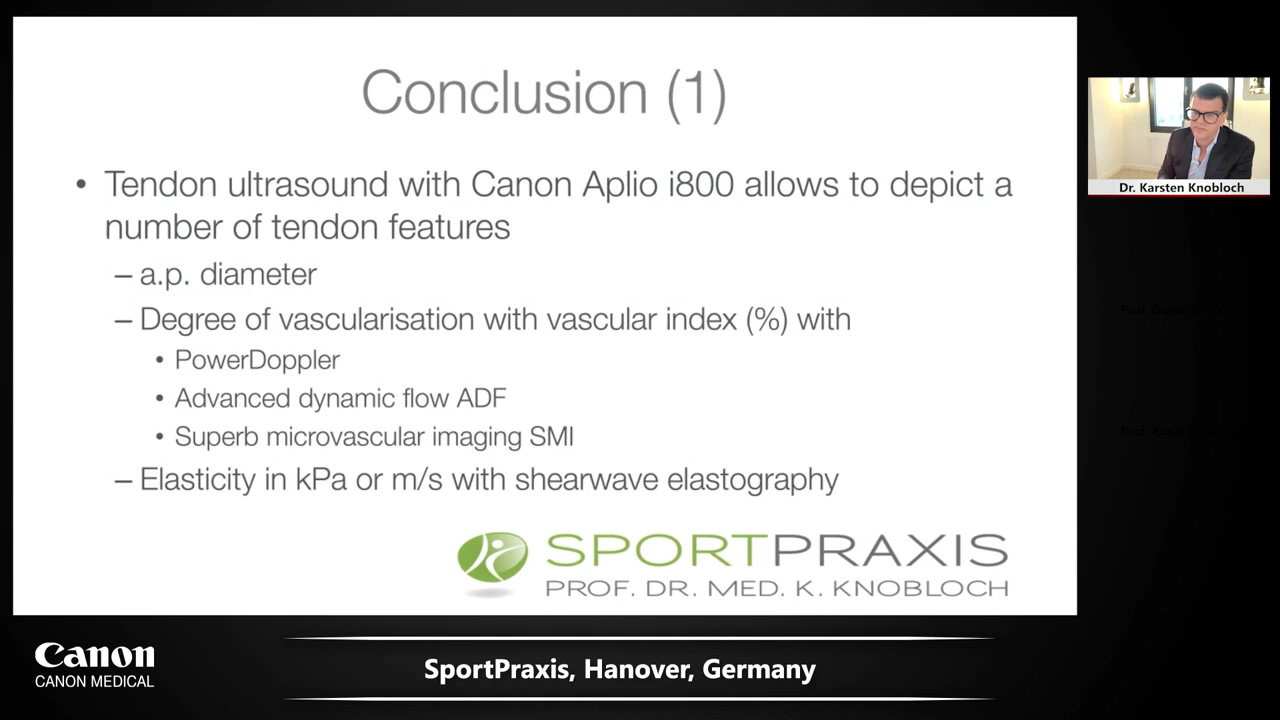 Conclusion (1)
• Tendon ultrasound with Canon Aplio i800 allows to depict a
number of tendon features
– a.p. diameter
– Degree of vascularisation with vascular index (%) with
• PowerDoppler
• Advanced dynamic flow ADF
• Superb microvascular imaging SMI
– Elasticity in kPa or m/s with shearwave elastography
SPORTPRAXIS
PROF. DR. MED. K. KNOBLOCH
Dr. Karsten Knobloch
Prof.
Prof.
Canon
CANON MEDICAL
SportPraxis, Hanover, Germany